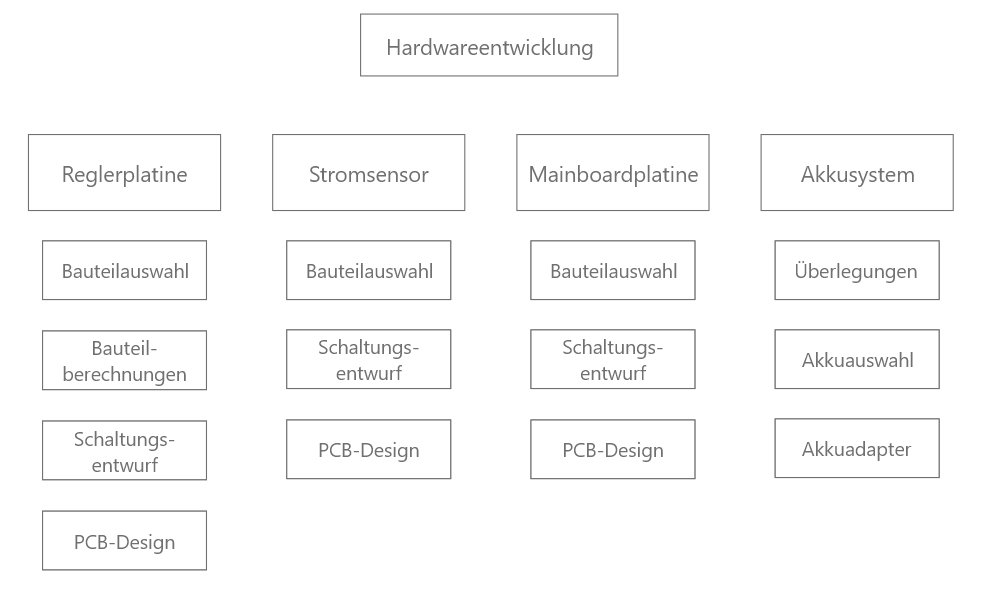 Hardwareentwicklung
Reglerplatine
Stromsensor
Mainboardplatine
Akkusystem
Bauteilauswahl
Bauteilauswahl
Bauteilauswahl
Überlegungen
Bauteil-
berechnungen
Schaltungs-
entwurf
Schaltungs-
entwurf
Akkuauswahl
Schaltungs-
entwurf
PCB-Design
PCB-Design
Akkuadapter
PCB-Design